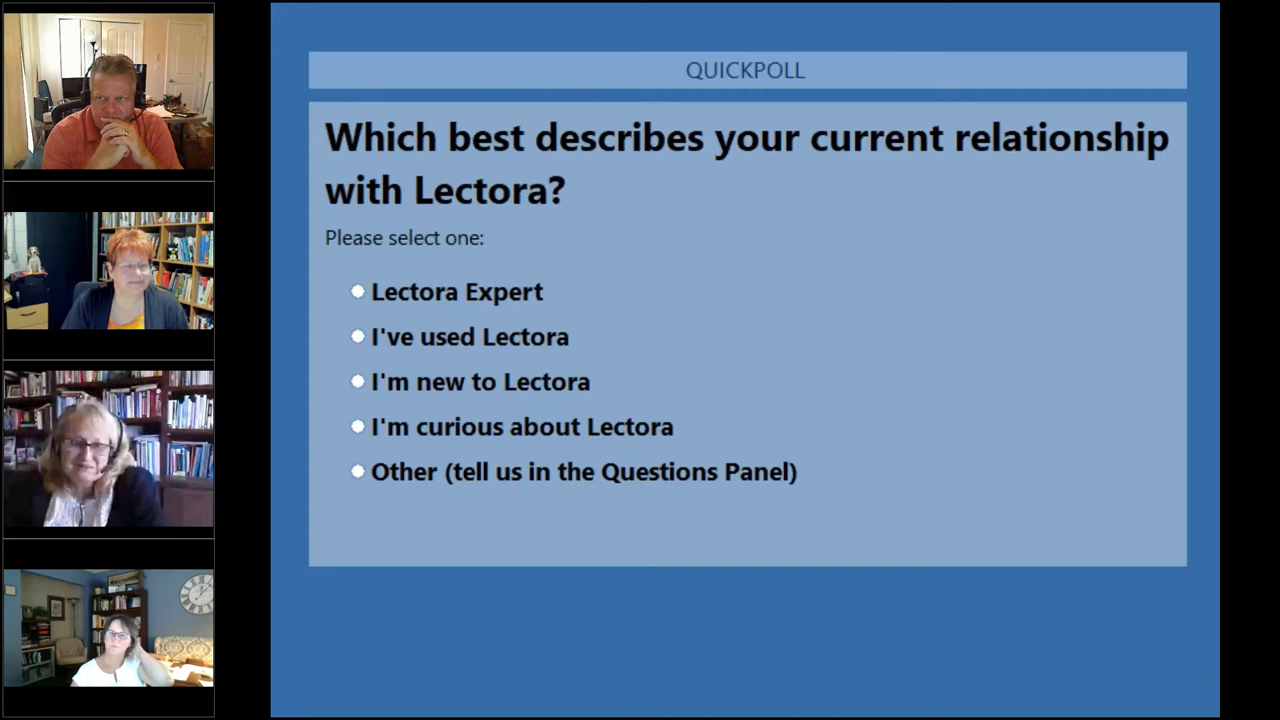 QUICKPOLL
Which best describes your current relationship
with Lectora?
Please select one:
Lectora Expert
I've used Lectora
I'm new to Lectora
I'm curious about Lectora
Other (tell us in the Questions Panel)